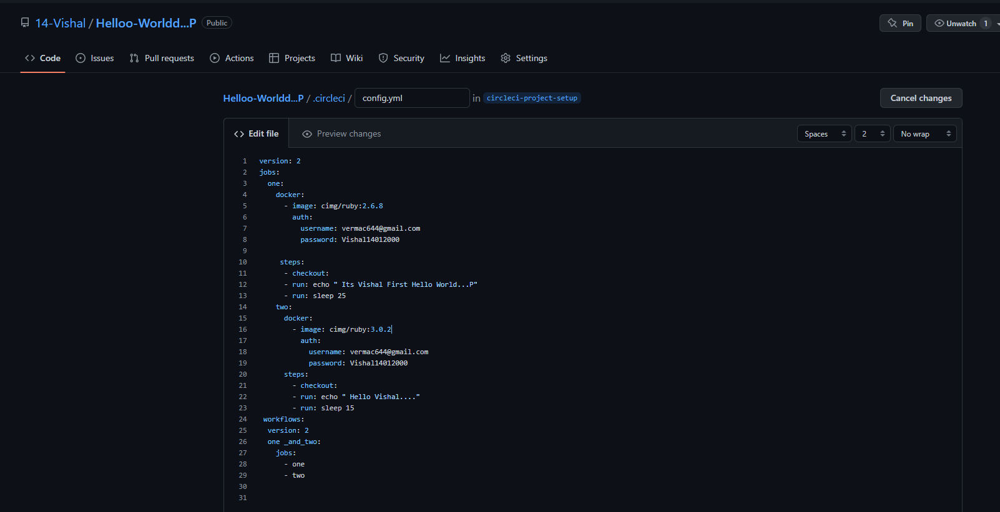 14-Vishal / Helloo-Worldd...P Public
Pin
Unwatch 1
Code
Issues
Pull requests
Actions
Projects
Wiki
Security
Insights
Settings
Helloo-Worldd...P / .circleci / config.yml in circleci-project-setup
Cancel changes
<> Edit file
Preview changes
Spaces
2
No wrap
1 version: 2
2 jobs:
3   one:
4     docker:
5       - image: cimg/ruby:2.6.8
6         auth:
7           username: vermac644@gmail.com
8           password: Vishal14012000
9
10      steps:
11       - checkout:
12       - run: echo " Its Vishal First Hello World...P"
13       - run: sleep 25
14     two:
15       docker:
16         - image: cimg/ruby:3.0.2
17           auth:
18             username: vermac644@gmail.com
19             password: Vishal14012000
20       steps:
21         - checkout:
22         - run: echo " Hello Vishal...."
23         - run: sleep 15
24  workflows:
25   version: 2
26   one _and_two:
27     jobs:
28       - one
29       - two
30
31